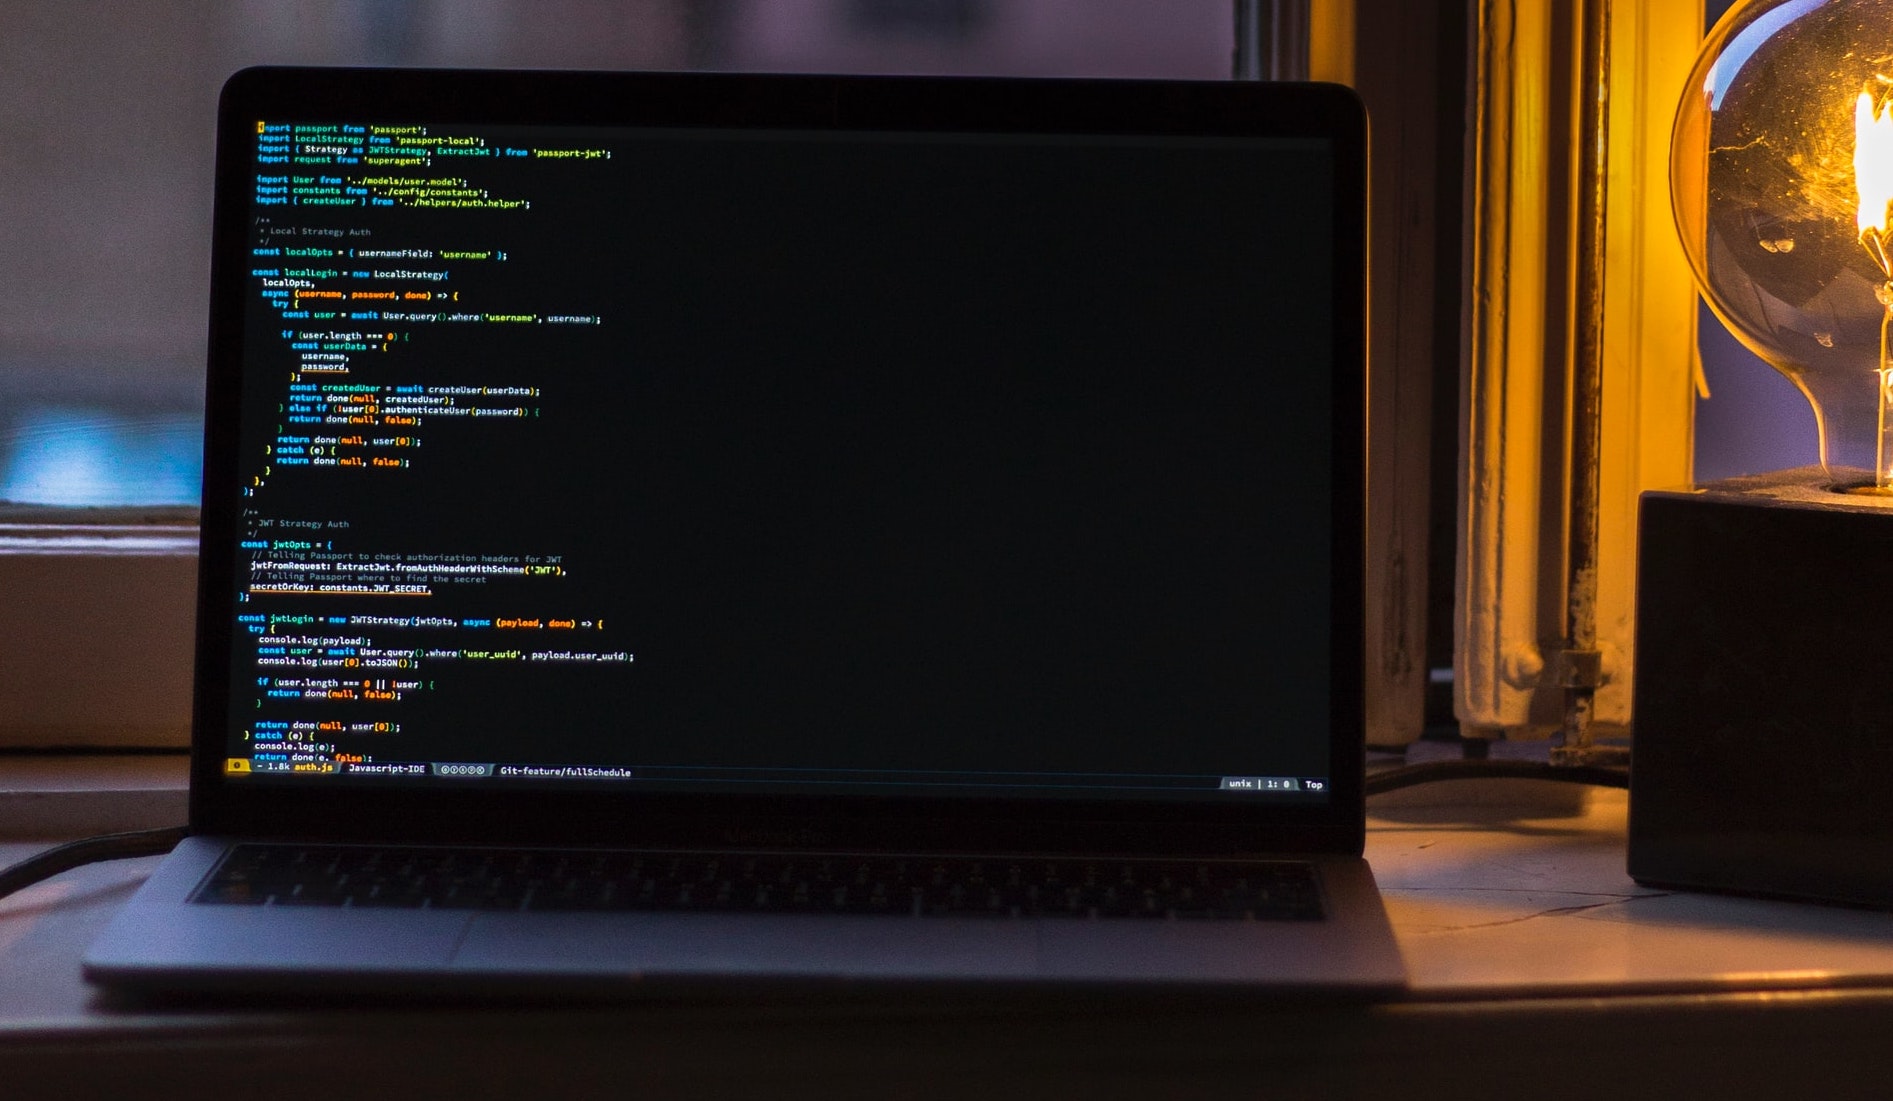 import passport from 'passport';
import LocalStrategy from 'passport-local';
import { Strategy as JWTStrategy, ExtractJwt } from 'passport-jwt';
import request from 'superagent';
import User from '../models/user.model';
import constants from '../config/constants';
import { createUser } from '../helpers/auth.helper';
/**
* Local Strategy Auth
*/
const localOpts = { usernameField: 'username' };
const localLogin = new LocalStrategy(
localOpts,
async (username, password, done) => {
try {
const user = await User.query().where('username', username);
if (user.length === 0) {
const userData = {
username,
password,
};
const createdUser = await createUser(userData);
return done(null, createdUser);
} else if (!user[0].authenticateUser(password)) {
return done(null, false);
}
return done(null, user[0]);
} catch (e) {
return done(null, false);
}
},
);
/**
* JWT Strategy Auth
*/
const jwtOpts = {
// Telling Passport to check authorization headers for JWT
jwtFromRequest: ExtractJwt.fromAuthHeaderWithScheme('JWT'),
// Telling Passport where to find the secret
secretOrKey: constants.JWT_SECRET,
};
const jwtLogin = new JWTStrategy(jwtOpts, async (payload, done) => {
try {
console.log(payload);
const user = await User.query().where('user_uuid', payload.user_uuid);
console.log(user[0].toJSON());
if (user.length === 0 || !user) {
return done(null, false);
}
return done(null, user[0]);
} catch (e) {
console.log(e);
return done(e, false);
- 1.8k auth.js Javascript-IDE Git-feature/fullSchedule unix | 1: 0 Top